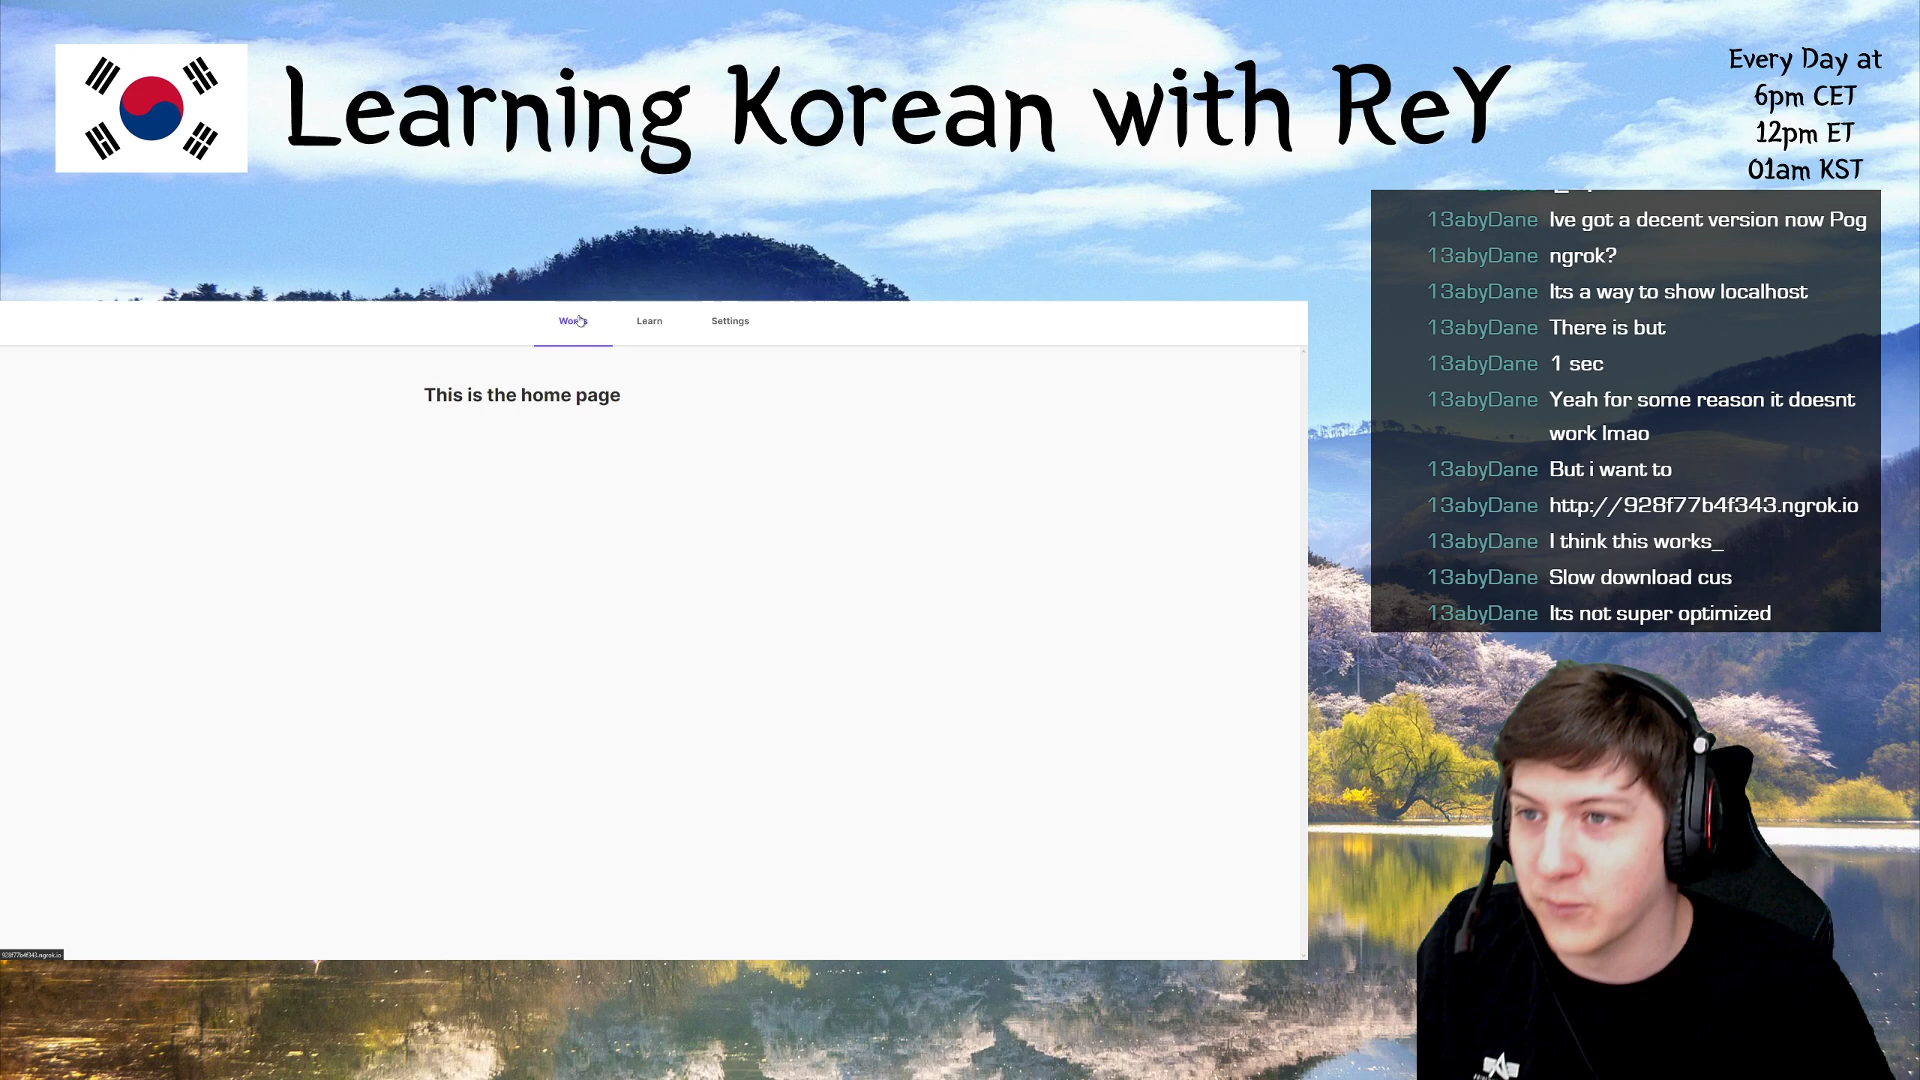 Learning Korean with ReY
Every Day at
6pm CET
12pm ET
01am KST
13abyDane Ive got a decent version now Pog
13abyDane ngrok?
13abyDane Its a way to show localhost
13abyDane There is but
13abyDane 1 sec
13abyDane Yeah for some reason it doesnt
work lmao
13abyDane But i want to
13abyDane http://928f77b4f343.ngrok.io
13abyDane I think this works_
13abyDane Slow download cus
13abyDane Its not super optimized
Learn Settings
This is the home page
928f77b4f343.ngrok.io